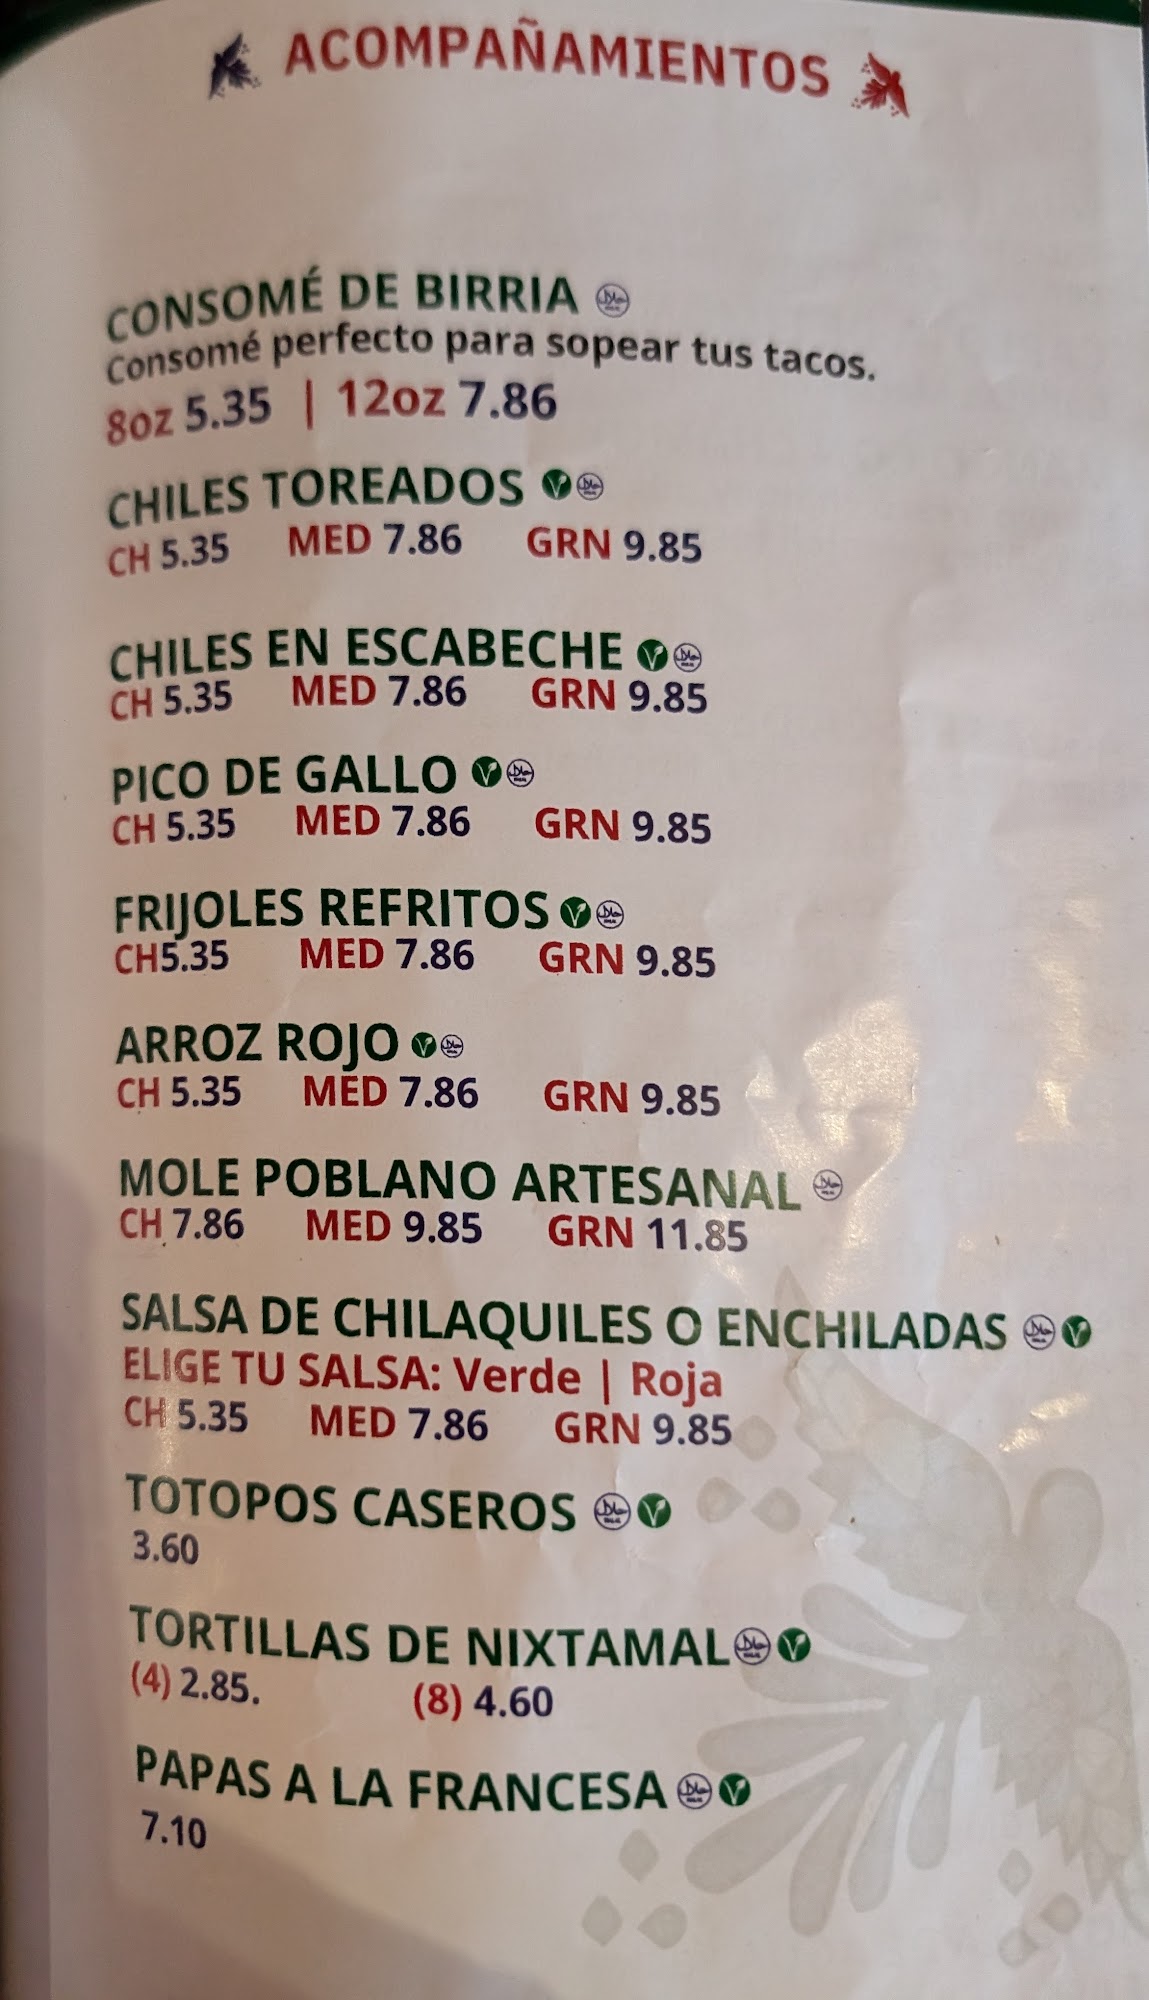 ACOMPAÑAMIENTOS
CONSOMÉ DE BIRRIA
Consomé perfecto para sopear tus tacos.
8oz 5.35 | 12oz 7.86
CHILES TOREADOS
CH 5.35 MED 7.86 GRN 9.85
CHILES EN ESCABECHE
CH 5.35 MED 7.86 GRN 9.85
PICO DE GALLO
CH 5.35 MED 7.86 GRN 9.85
FRIJOLES REFRITOS
CH5.35 MED 7.86 GRN 9.85
ARROZ ROJO
CH 5.35 MED 7.86 GRN 9.85
MOLE POBLANO ARTESANAL
CH 7.86 MED 9.85 GRN 11.85
SALSA DE CHILAQUILES O ENCHILADAS
ELIGE TU SALSA: Verde | Roja
CH 5.35 MED 7.86 GRN 9.85
TOTOPOS CASEROS
3.60
TORTILLAS DE NIXTAMAL
(4) 2.85. (8) 4.60
PAPAS A LA FRANCESA
7.10